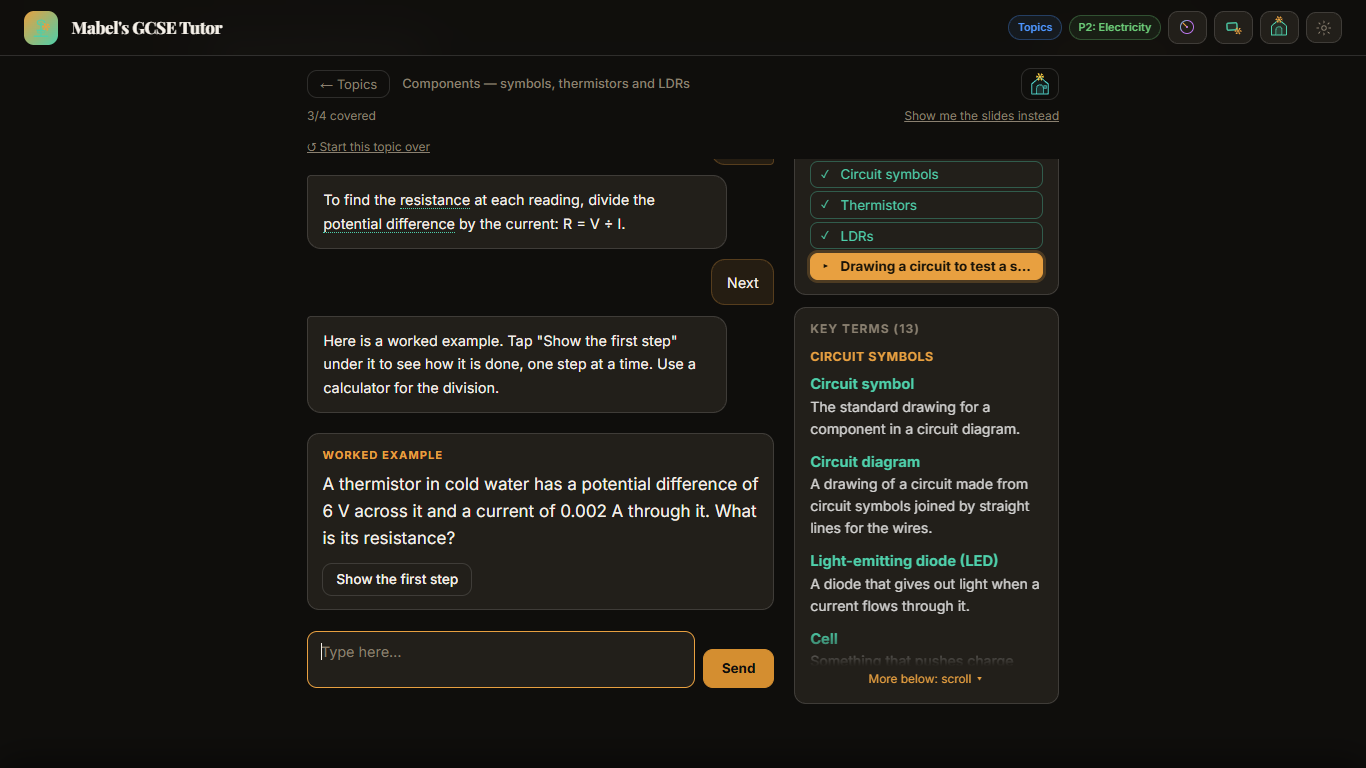 Mabel's GCSE Tutor
Topics
P2: Electricity
← Topics
Components — symbols, thermistors and LDRs
3/4 covered
Show me the slides instead
↺ Start this topic over
To find the resistance at each reading, divide the
potential difference by the current: R = V ÷ I.
Next
Here is a worked example. Tap "Show the first step"
under it to see how it is done, one step at a time. Use a
calculator for the division.
WORKED EXAMPLE
A thermistor in cold water has a potential difference of
6 V across it and a current of 0.002 A through it. What
is its resistance?
Show the first step
Type here...
Send
✓ Circuit symbols
✓ Thermistors
✓ LDRs
▸ Drawing a circuit to test a s...
KEY TERMS (13)
CIRCUIT SYMBOLS
Circuit symbol
The standard drawing for a
component in a circuit diagram.
Circuit diagram
A drawing of a circuit made from
circuit symbols joined by straight
lines for the wires.
Light-emitting diode (LED)
A diode that gives out light when a
current flows through it.
Cell
Something that pushes charge
More below: scroll ▾